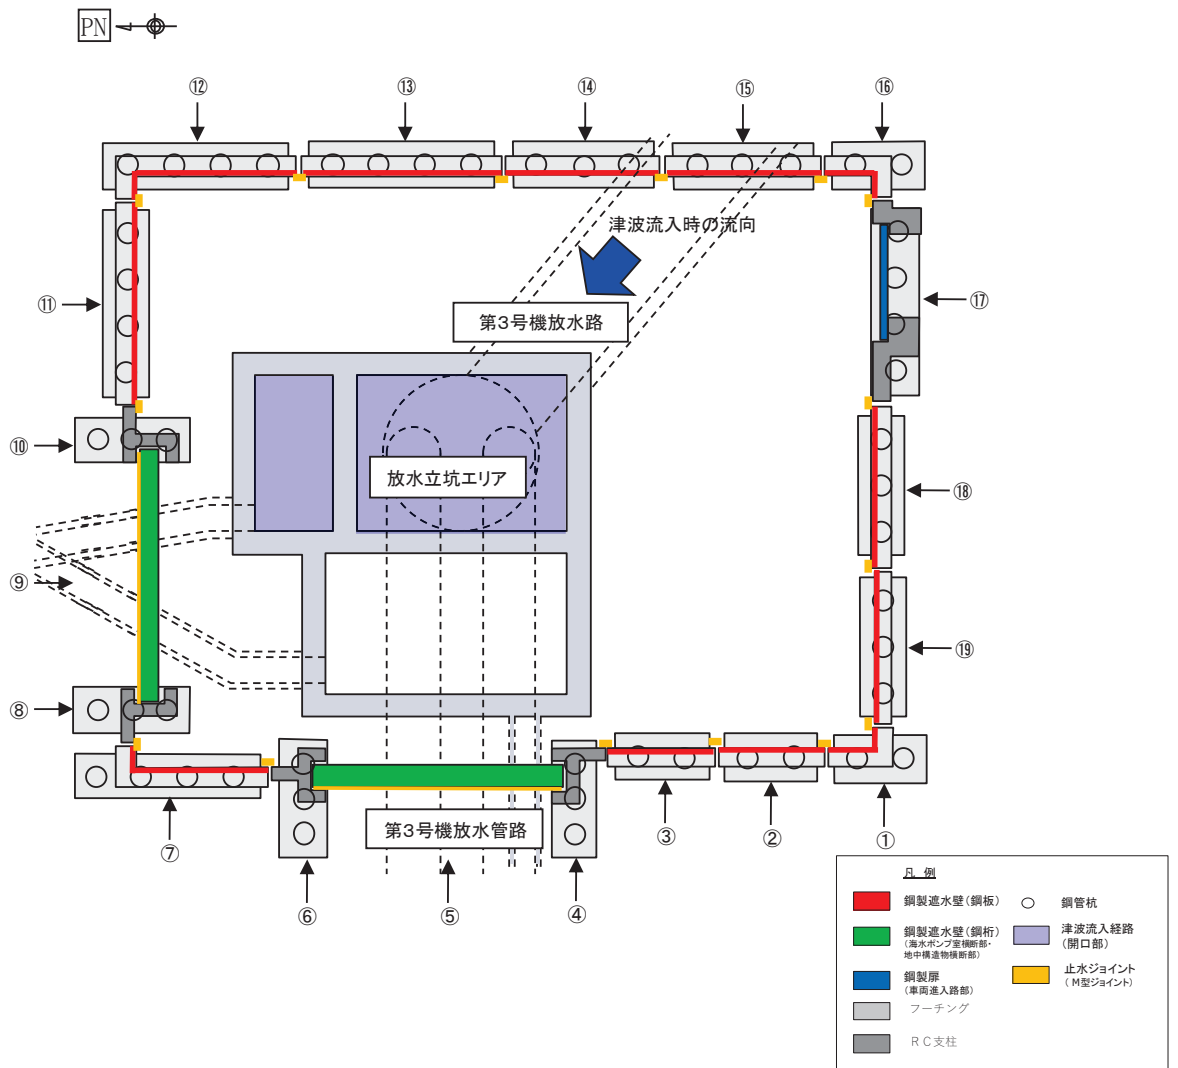 PN
⑫
⑬
⑭
⑮
⑯
津波流入時の流向
⑪
⑰
第3号機放水路
⑩
放水立坑エリア
⑱
⑨
⑲
⑧
⑦
第3号機放水管路
③
②
①
⑥
⑤
④
凡 例
鋼製遮水壁(鋼板)
鋼管杭
鋼製遮水壁(鋼桁)
(海水ポンプ室横断部・
地中構造物横断部)
津波流入経路
(開口部)
鋼製扉
(車両進入路部)
止水ジョイント
(M型ジョイント)
フーチング
RC支柱